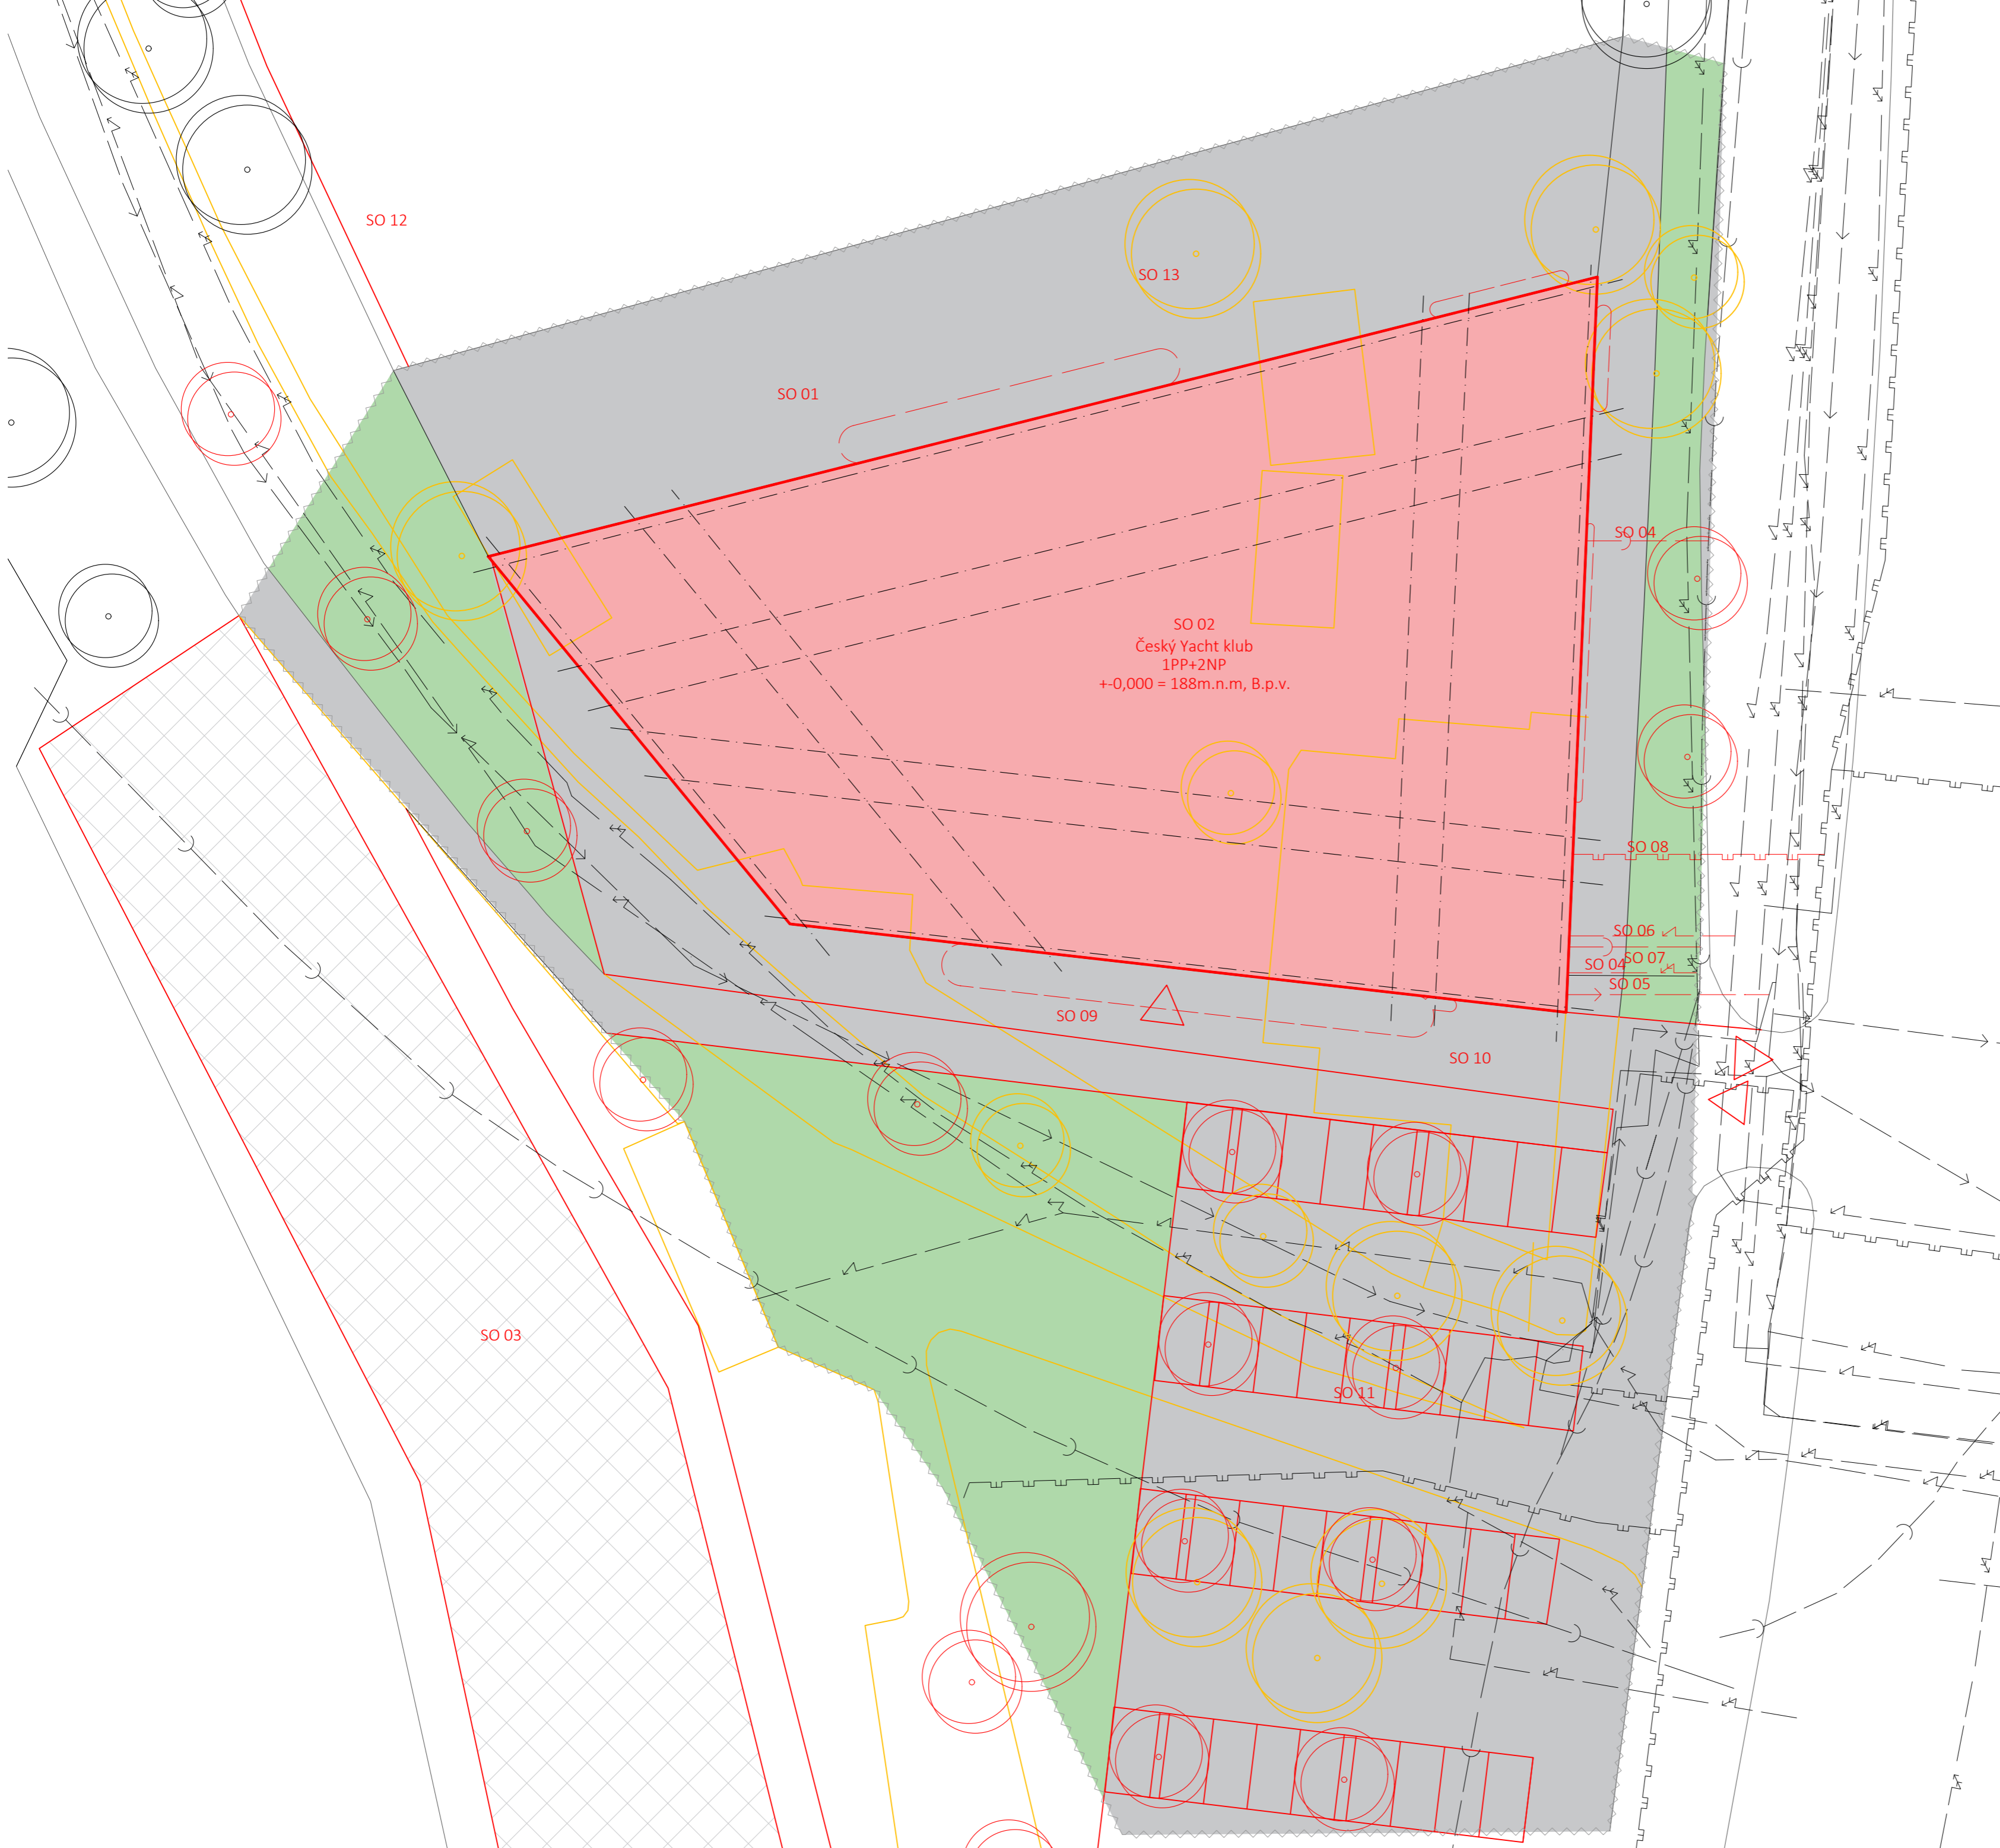 SO 12
SO 13
SO 01
SO 04
SO 02
Český Yacht klub
1PP+2NP
+-0,000 = 188m.n.m, B.p.v.
SO 08
SO 06
SO 07
SO 04
SO 05
SO 09
SO 10
SO 03
SO 11